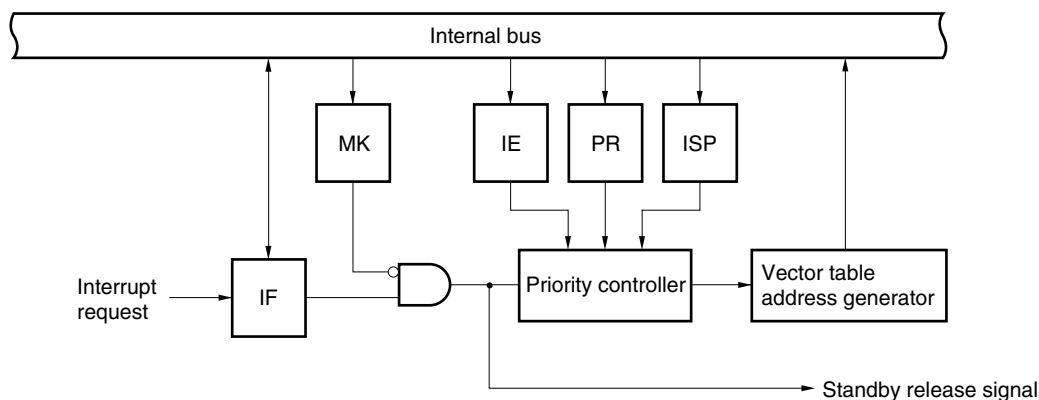 Internal bus
MK
IE
PR
ISP
Interrupt
request
IF
Priority controller
Vector table
address generator
Standby release signal